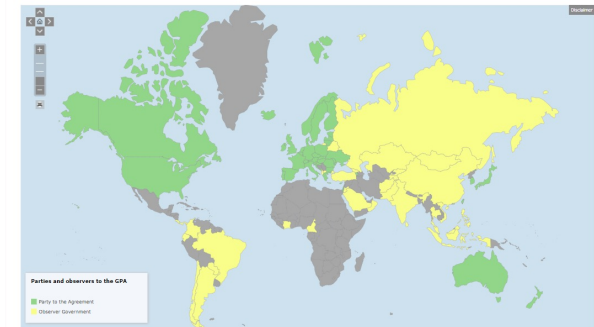 Disclaimer
Parties and observers to the GPA
Party to the Agreement
Observer Government